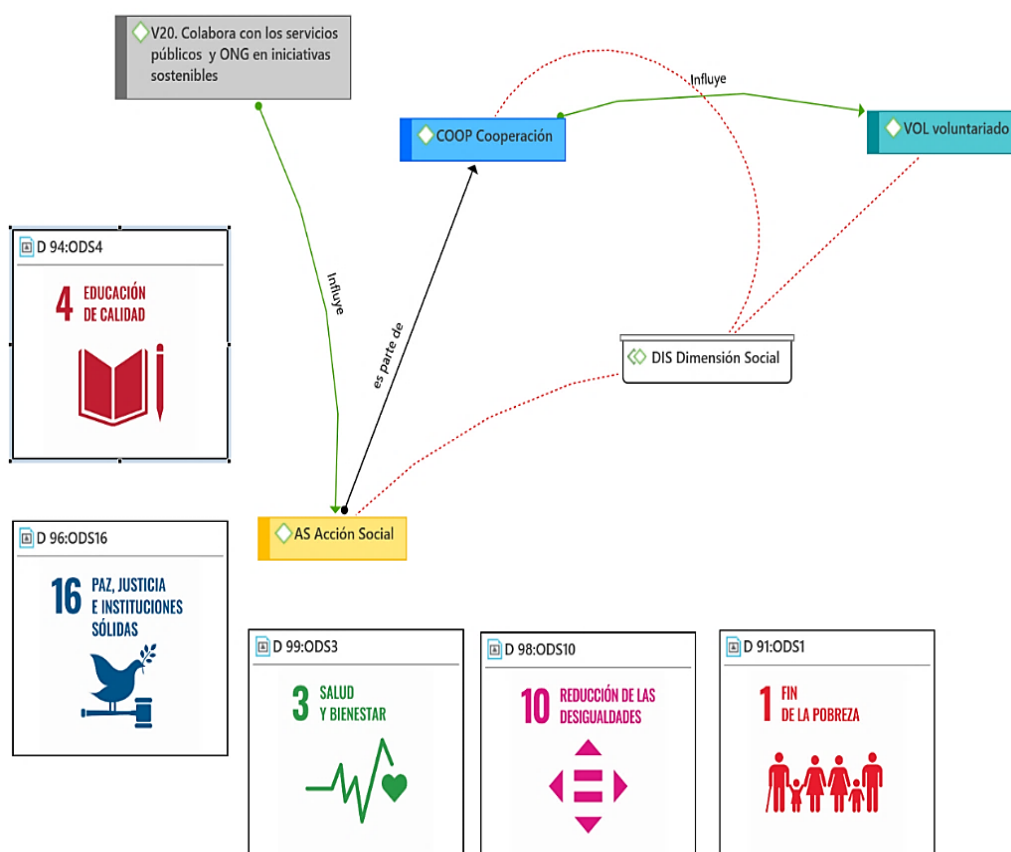 V20. Colabora con los servicios
públicos y ONG en iniciativas
sostenibles
COOP Cooperación
Influye
VOL voluntariado
D 94:ODS4
4 EDUCACIÓN
DE CALIDAD
Influye
es parte de
DIS Dimensión Social
AS Acción Social
D 96:ODS16
16 PAZ, JUSTICIA
E INSTITUCIONES
SÓLIDAS
D 99:ODS3
3 SALUD
Y BIENESTAR
D 98:ODS10
10 REDUCCIÓN DE LAS
DESIGUALDADES
D 91:ODS1
1 FIN
DE LA POBREZA